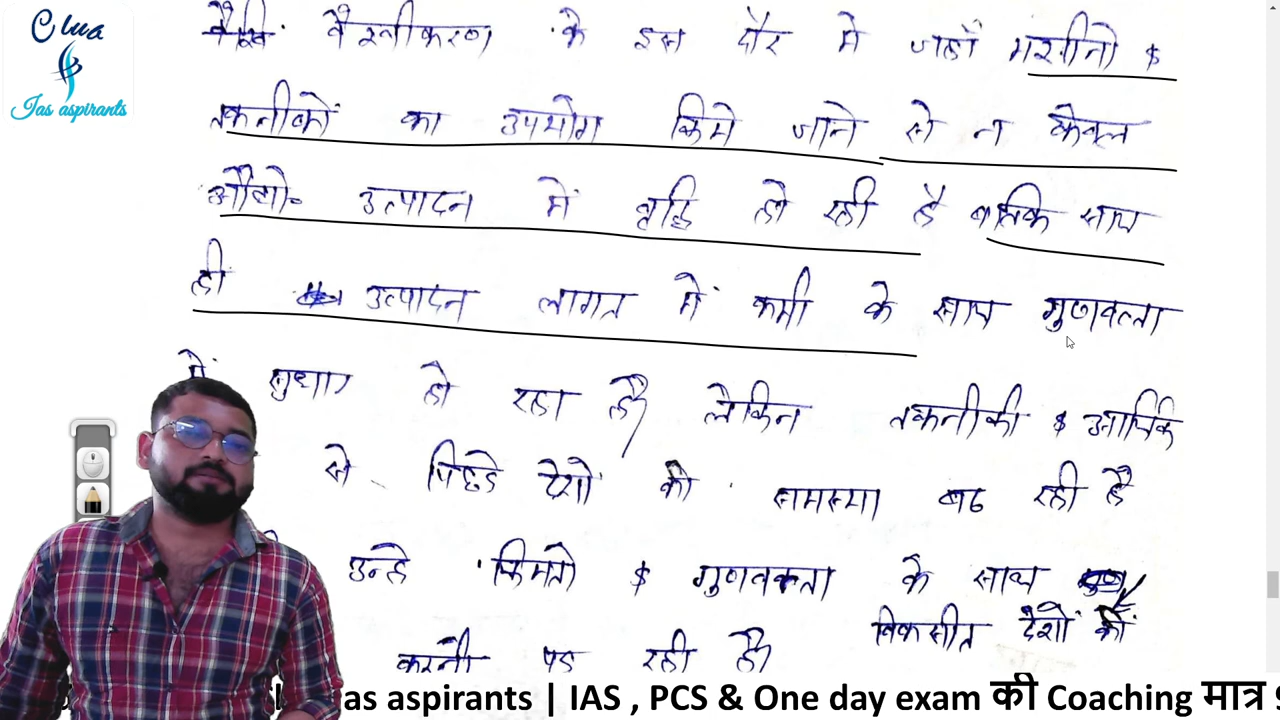 Clua
Ias aspirants
वैश्वीकरण के इस दौर में जहाँ मशीनो &
तकनीकों का उपयोग किये जाने से न केवल
औद्यो॰ उत्पादन में वृद्धि हो रही है बल्कि साथ
ही उत्पादन लागत में कमी के साथ गुणवत्ता
में सुधार हो रहा है, लेकिन तकनीकी & आर्थिक
से पिछडे देशों की समस्या बढ रही है
उन्हे किमतो & गुणवक्ता के साथ
विकसीत देशों की
करनी पड रही है।
ias aspirants | IAS , PCS & One day exam की Coaching मात्र